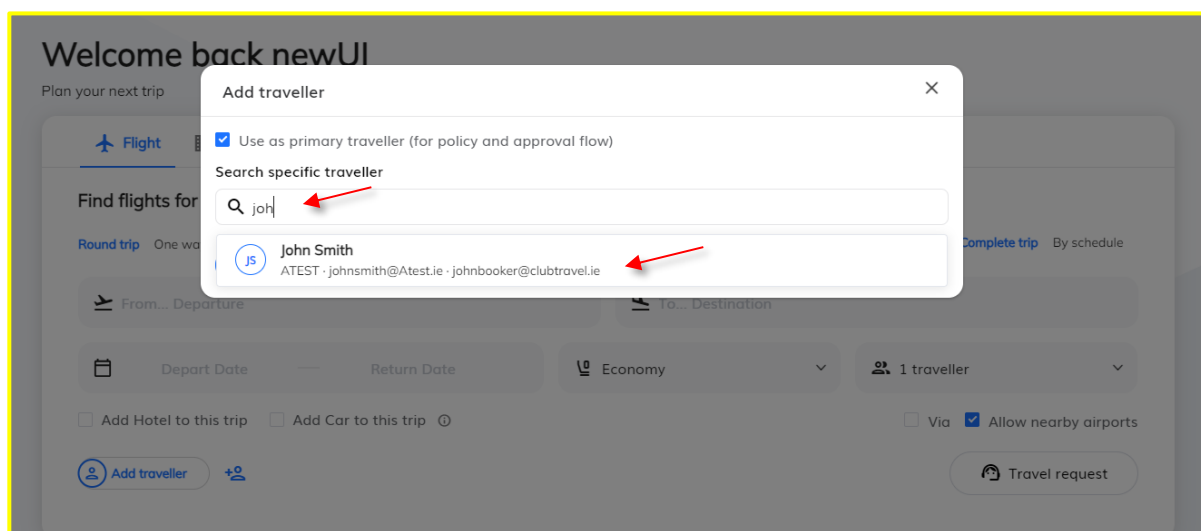 Welcome back newUI
Plan your next trip
Add traveller
Use as primary traveller (for policy and approval flow)
Search specific traveller
joh
JS
John Smith
ATEST · johnsmith@Atest.ie · johnbooker@clubtravel.ie
Flight
Find flights for
Round trip One wa
Complete trip By schedule
From... Departure
To... Destination
Depart Date
Return Date
Economy
1 traveller
Add Hotel to this trip
Add Car to this trip
Via
Allow nearby airports
Add traveller
Travel request